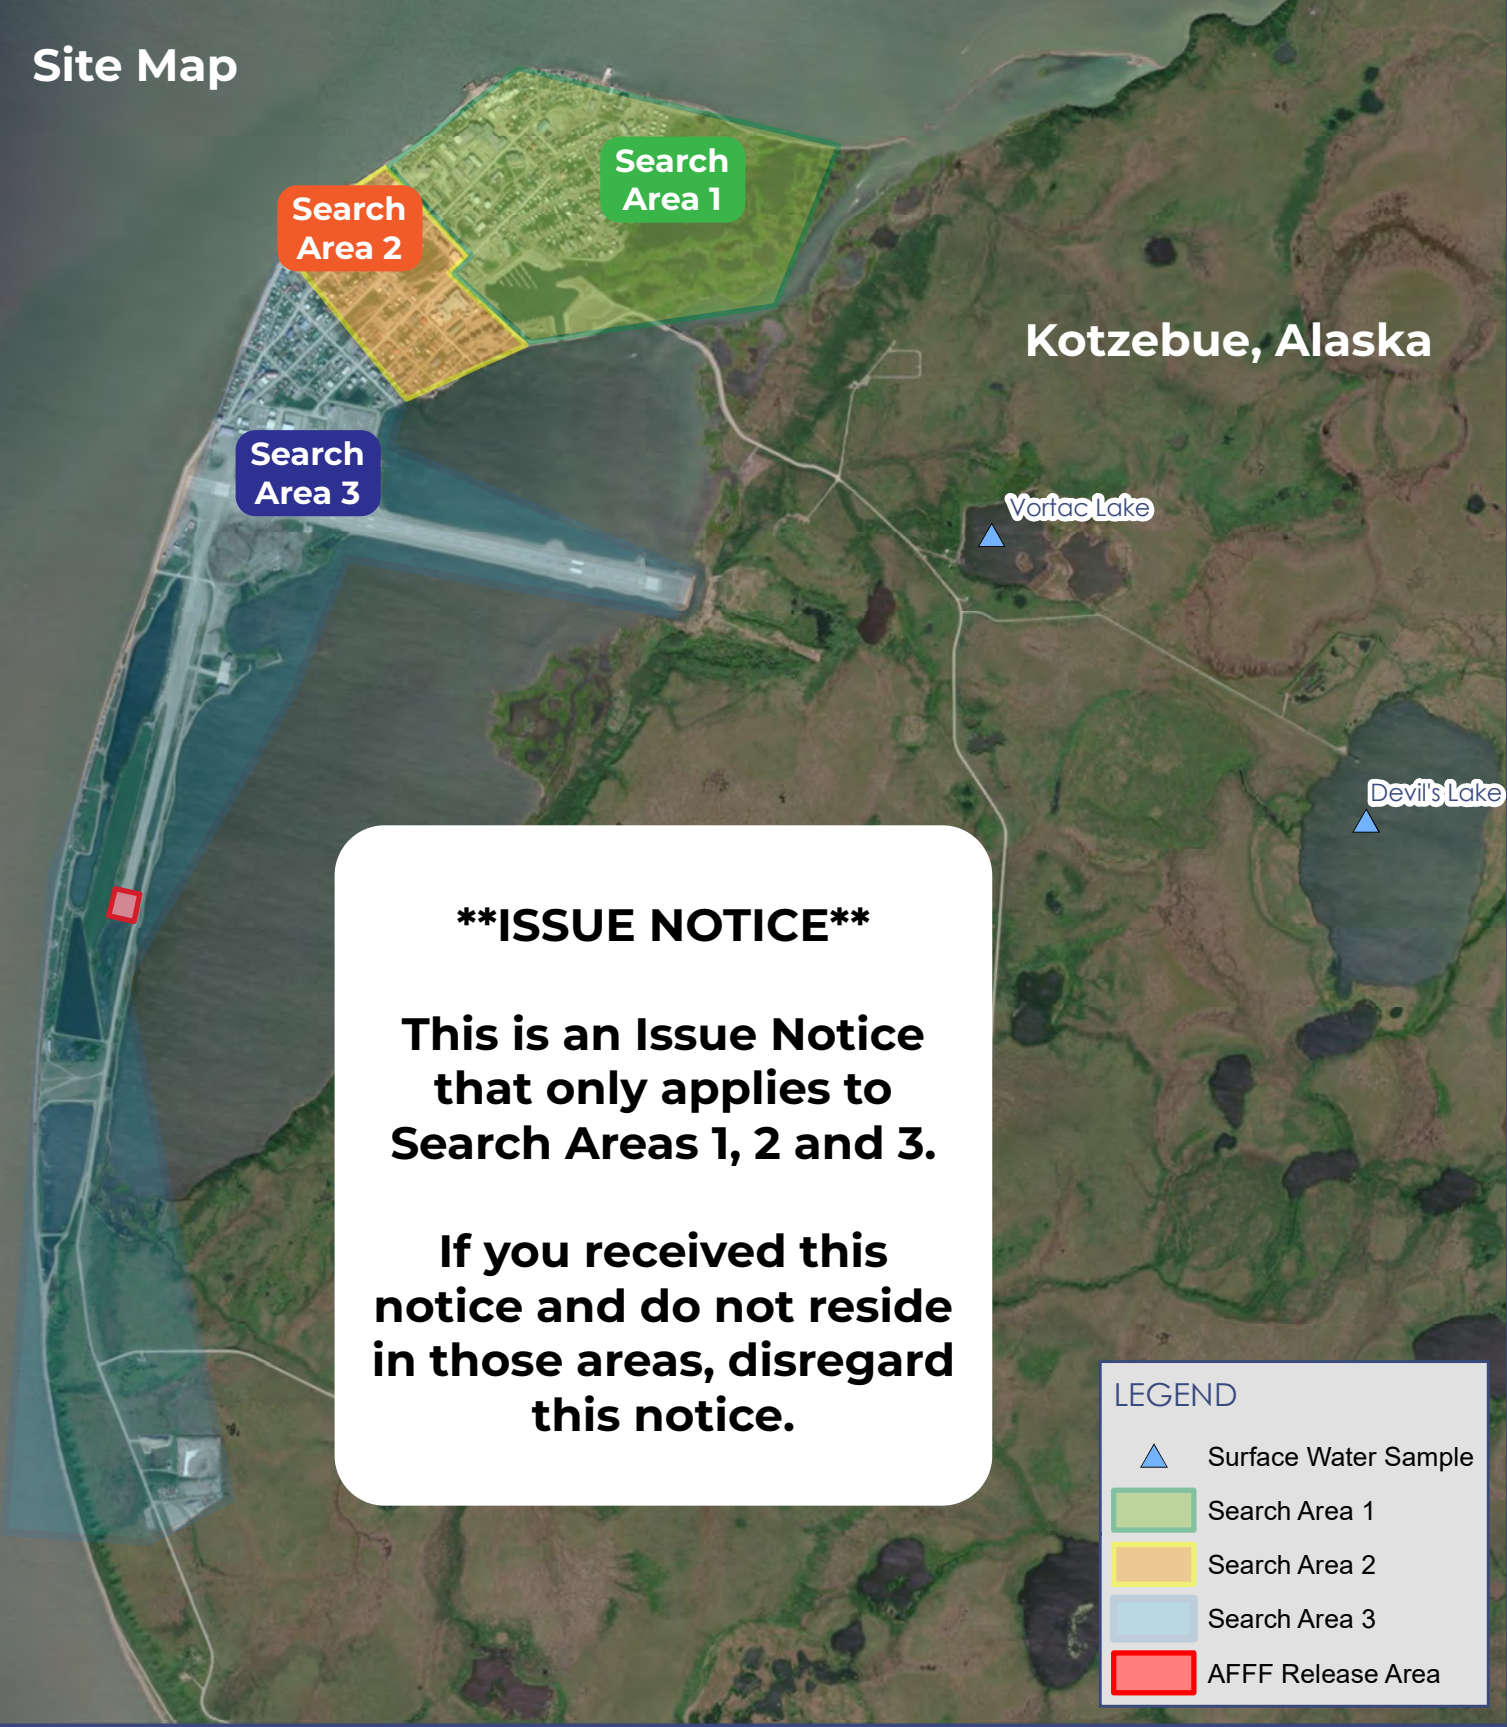 Site Map
Search
Area 1
Search
Area 2
Kotzebue, Alaska
Search
Area 3
Vortac Lake
Devil's Lake
**ISSUE NOTICE**
This is an Issue Notice
that only applies to
Search Areas 1, 2 and 3.
If you received this
notice and do not reside
in those areas, disregard
this notice.
LEGEND
Surface Water Sample
Search Area 1
Search Area 2
Search Area 3
AFFF Release Area